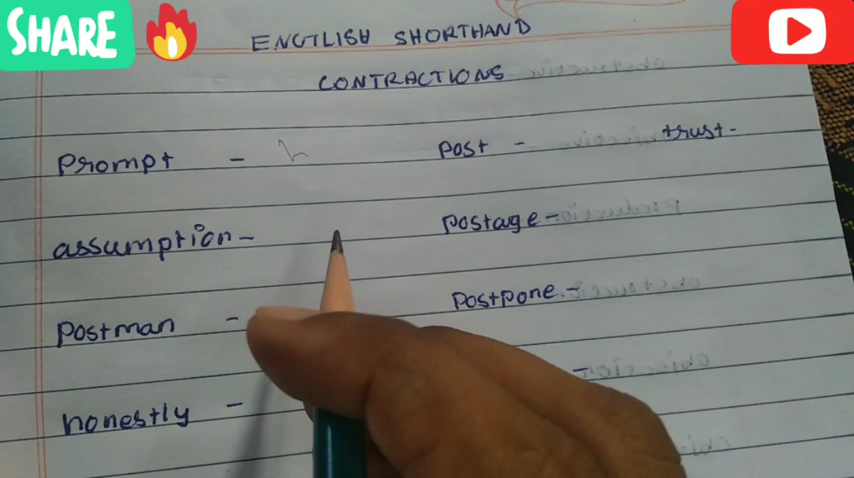 SHARE
ENGLISH SHORTHAND
CONTRACTIONS
Prompt - Post - trust-
assumption- Postage-
Postman - Postpone.-
honestly - -